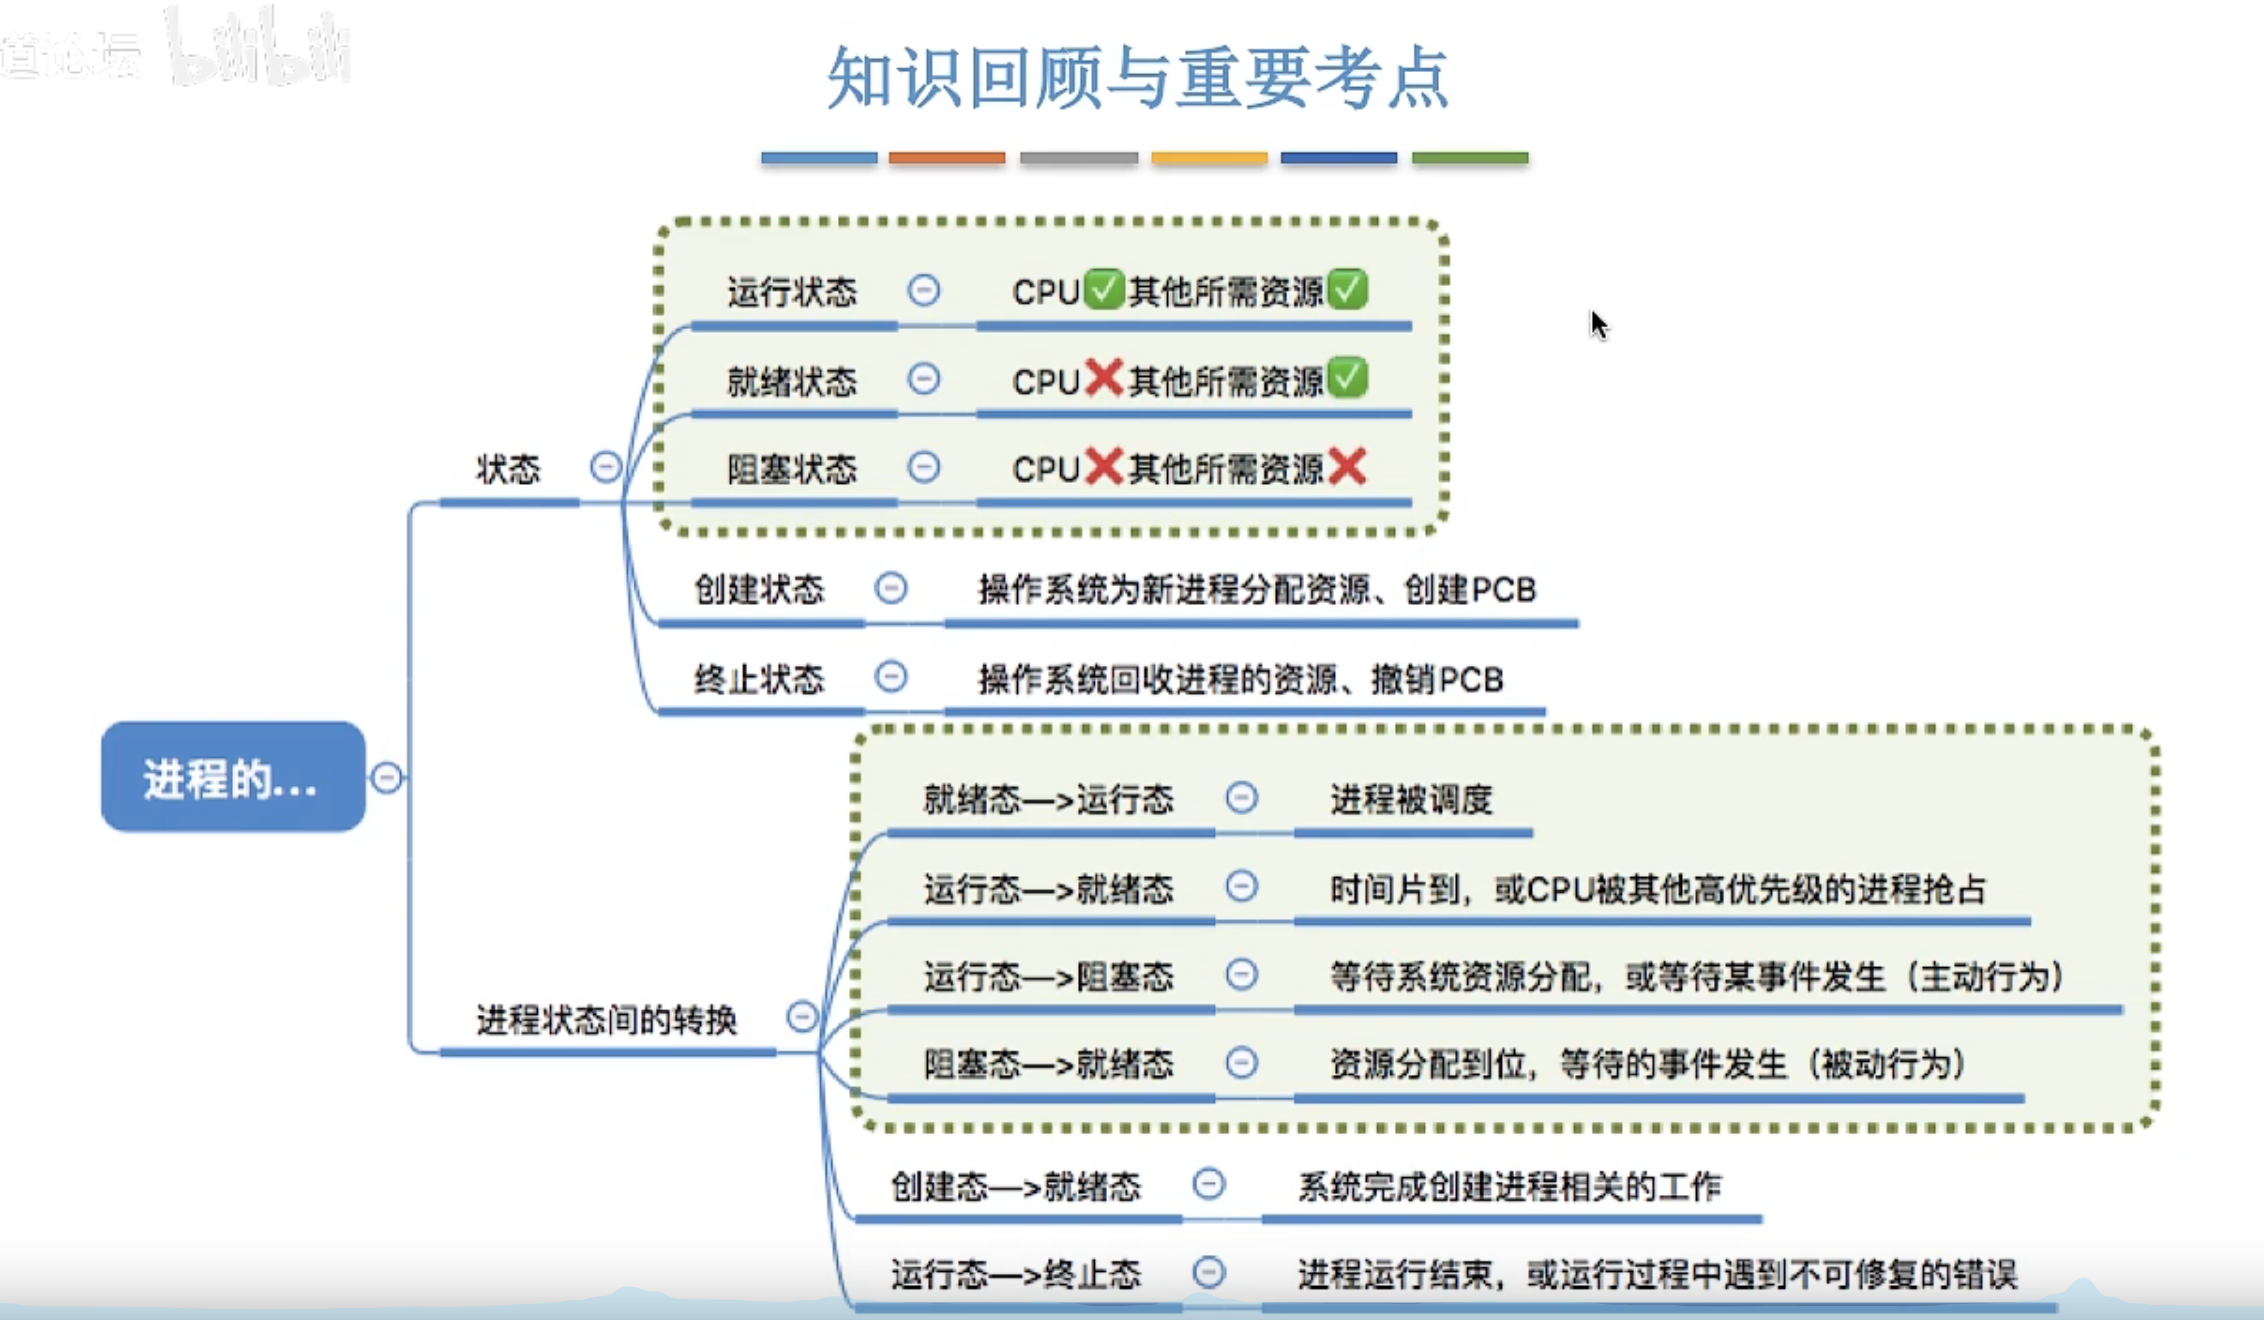 道论坛 bilibili
知识回顾与重要考点
运行状态 CPU✅其他所需资源✅
就绪状态 CPU❌其他所需资源✅
状态
阻塞状态 CPU❌其他所需资源❌
创建状态 操作系统为新进程分配资源、创建PCB
终止状态 操作系统回收进程的资源、撤销PCB
进程的...
就绪态—>运行态 进程被调度
运行态—>就绪态 时间片到，或CPU被其他高优先级的进程抢占
运行态—>阻塞态 等待系统资源分配，或等待某事件发生（主动行为）
进程状态间的转换
阻塞态—>就绪态 资源分配到位，等待的事件发生（被动行为）
创建态—>就绪态 系统完成创建进程相关的工作
运行态—>终止态 进程运行结束，或运行过程中遇到不可修复的错误